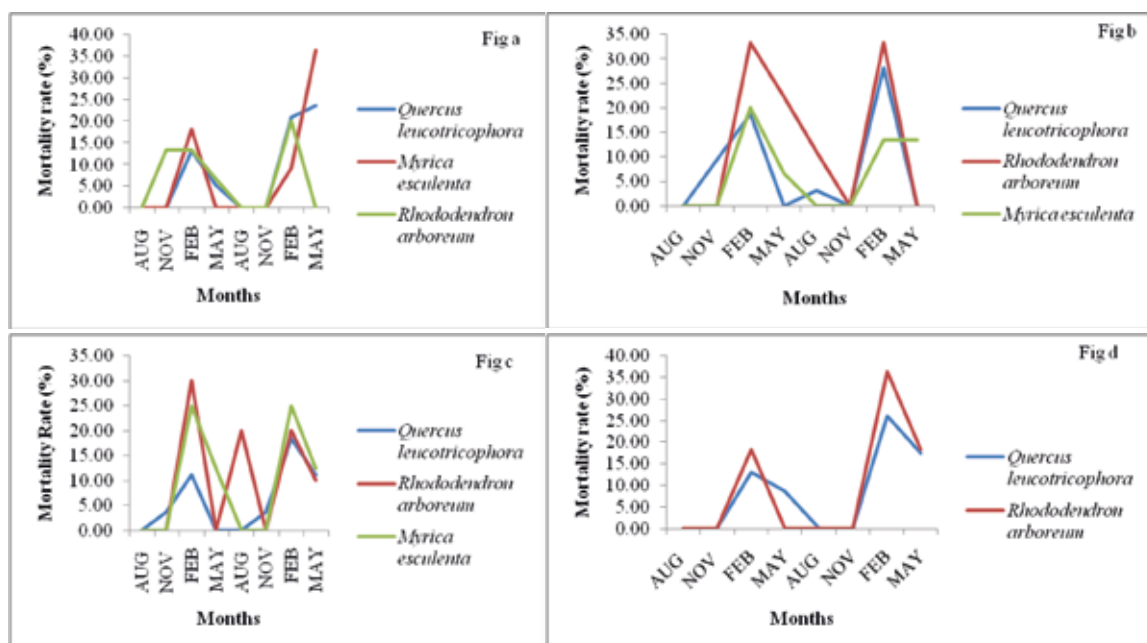 Fig a
Mortality rate (%)
40.00
35.00
30.00
25.00
20.00
15.00
10.00
5.00
0.00
AUG
NOV
FEB
MAY
AUG
NOV
FEB
MAY
Months
Quercus
leucotricophora
Myrica
esculenta
Rhododendron
arboreum
Fig b
Mortality rate (%)
35.00
30.00
25.00
20.00
15.00
10.00
5.00
0.00
AUG
NOV
FEB
MAY
AUG
NOV
FEB
MAY
Months
Quercus
leucotricophora
Rhododendron
arboreum
Myrica esculenta
Fig c
Mortality Rate (%)
35.00
30.00
25.00
20.00
15.00
10.00
5.00
0.00
AUG
NOV
FEB
MAY
AUG
NOV
FEB
MAY
Months
Quercus
leucotricophora
Rhododendron
arboreum
Myrica
esculenta
Fig d
Mortality rate (%)
40.00
35.00
30.00
25.00
20.00
15.00
10.00
5.00
0.00
AUG
NOV
FEB
MAY
AUG
NOV
FEB
MAY
Months
Quercus
leucotricophora
Rhododendron
arboreum